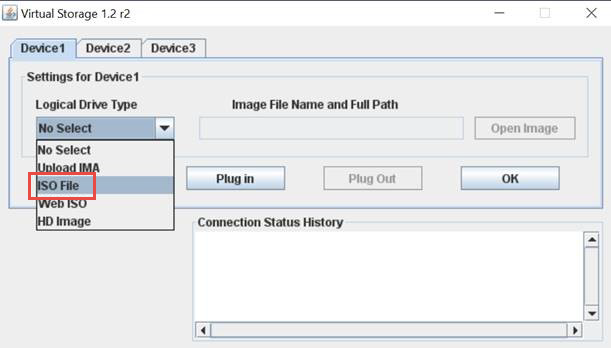 Virtual Storage 1.2 r2
Device1 Device2 Device3
Settings for Device1
Logical Drive Type Image File Name and Full Path
No Select Open Image
No Select
Upload IMA
ISO File
Web ISO
HD Image
Plug in Plug Out OK
Connection Status History